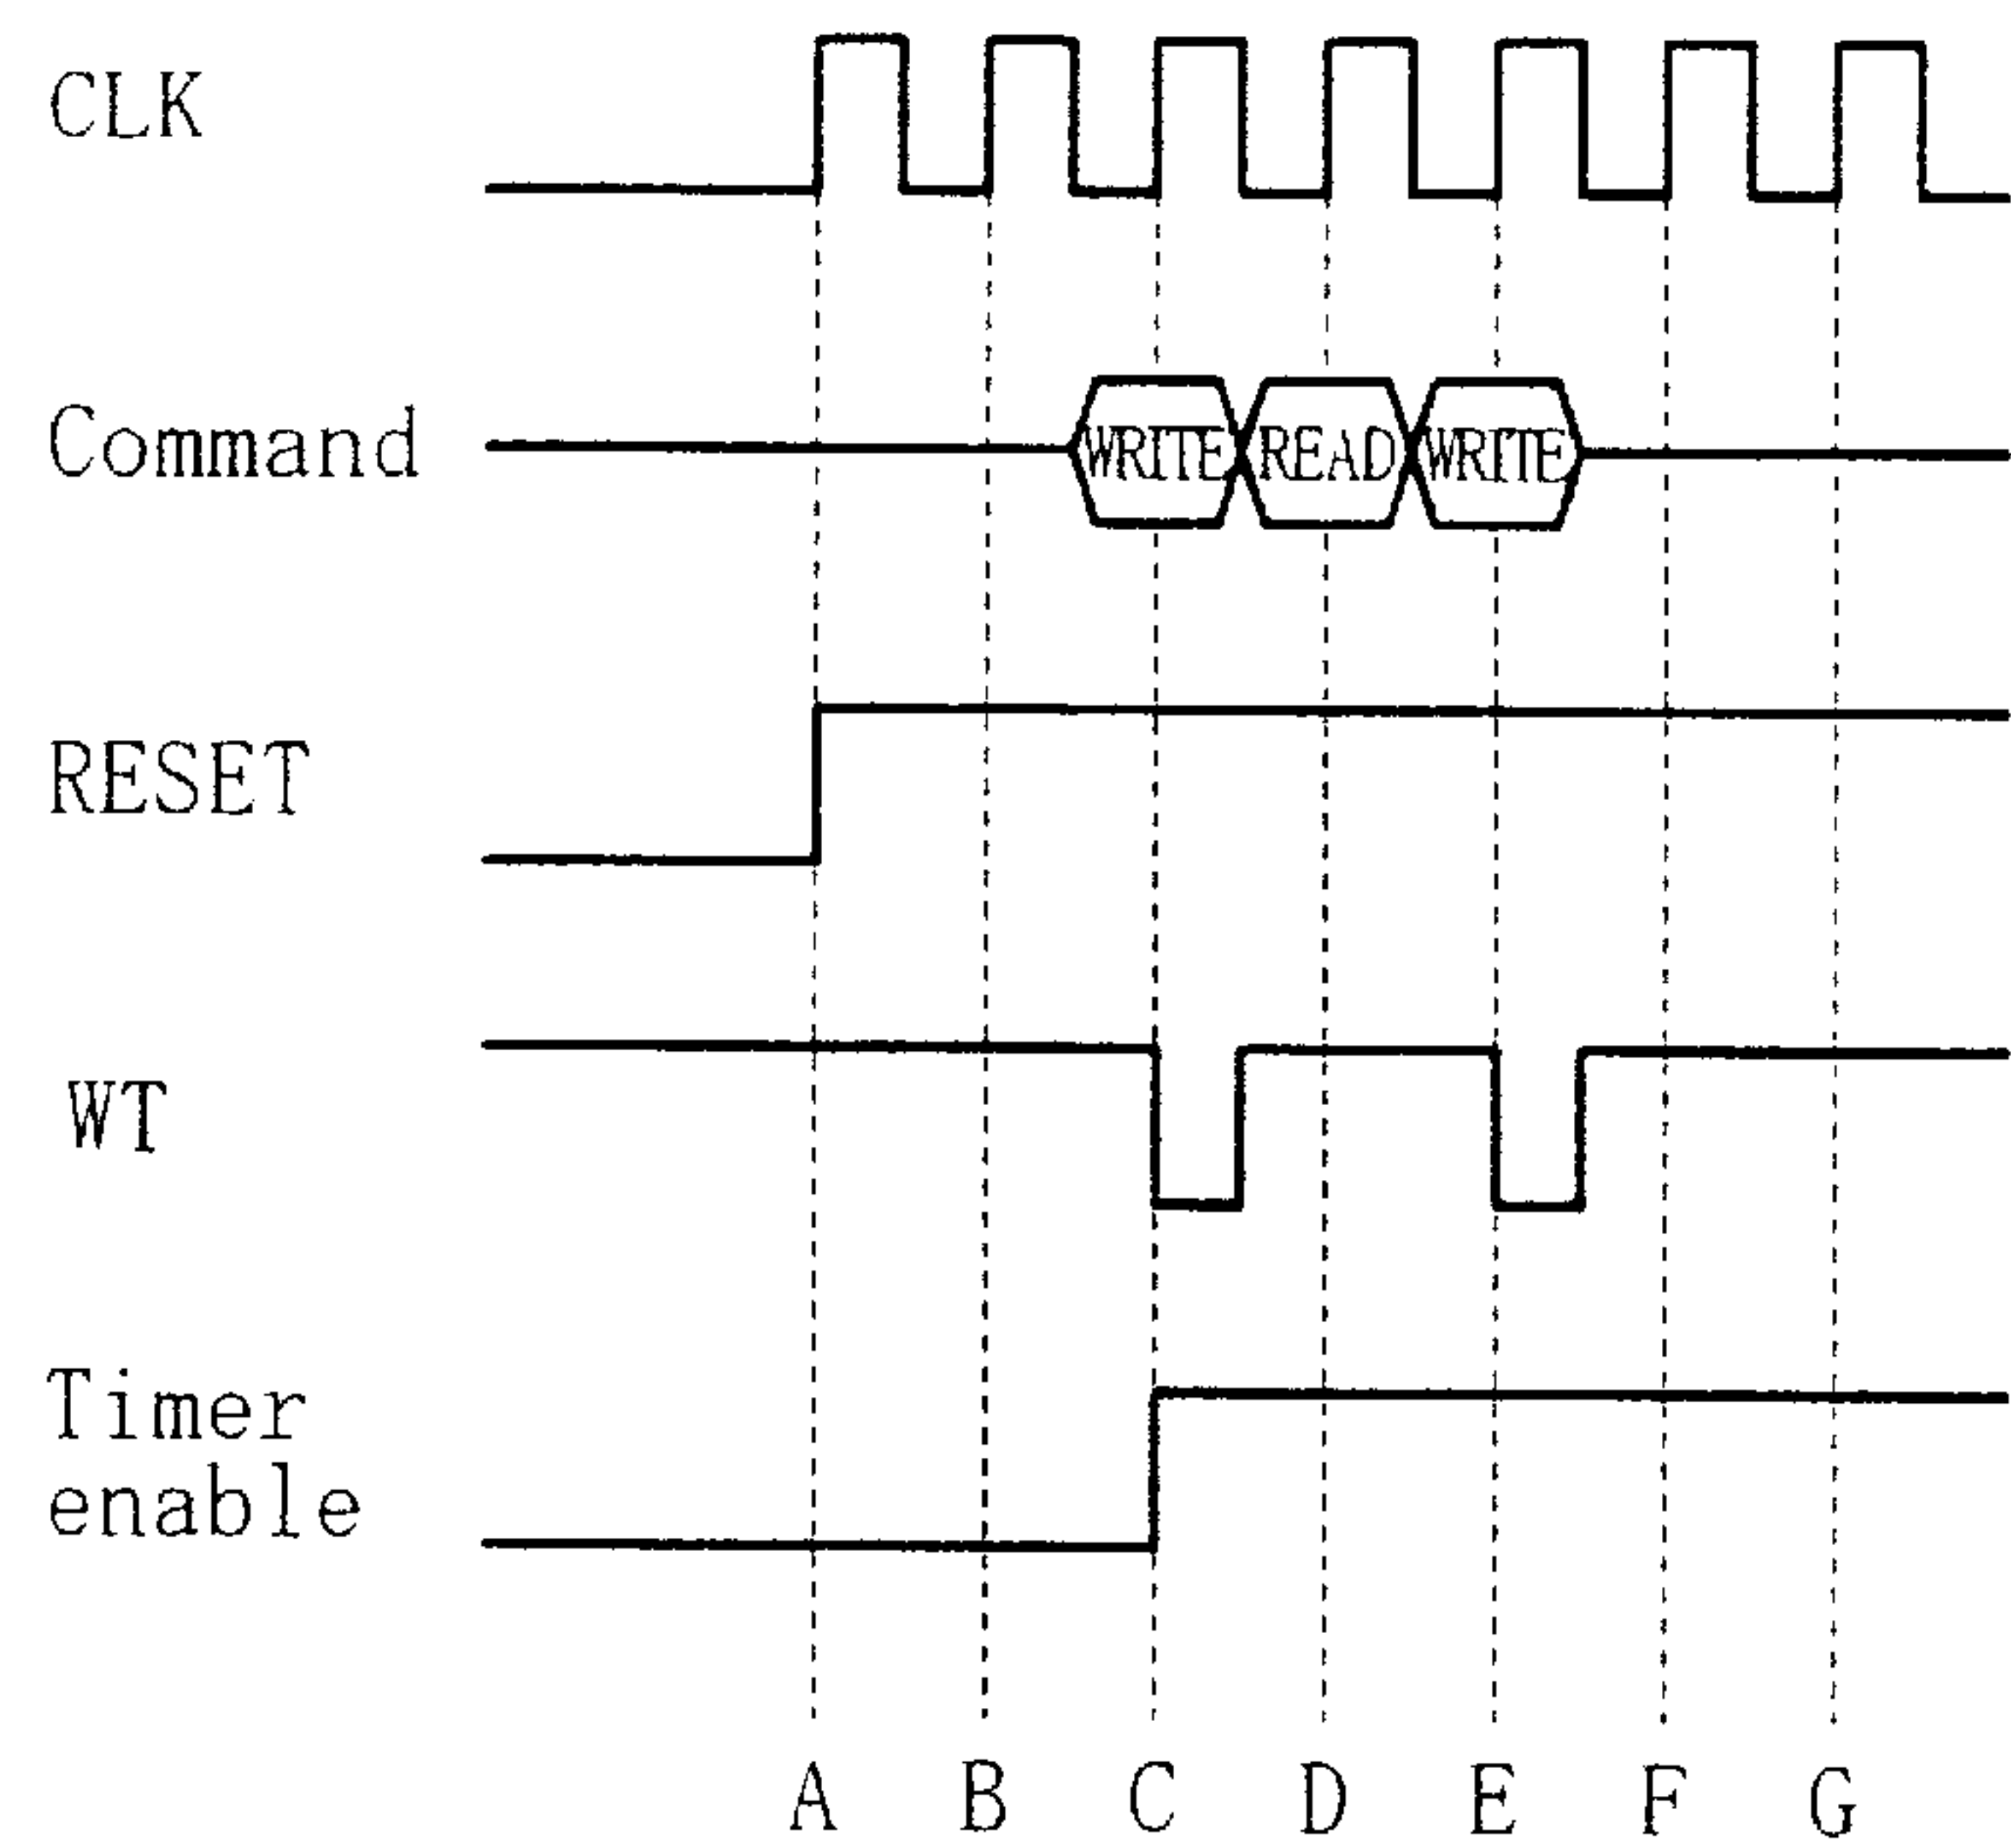 CLK
Command
WRITE READ WRITE
RESET
WT
Timer
enable
A B C D E F G